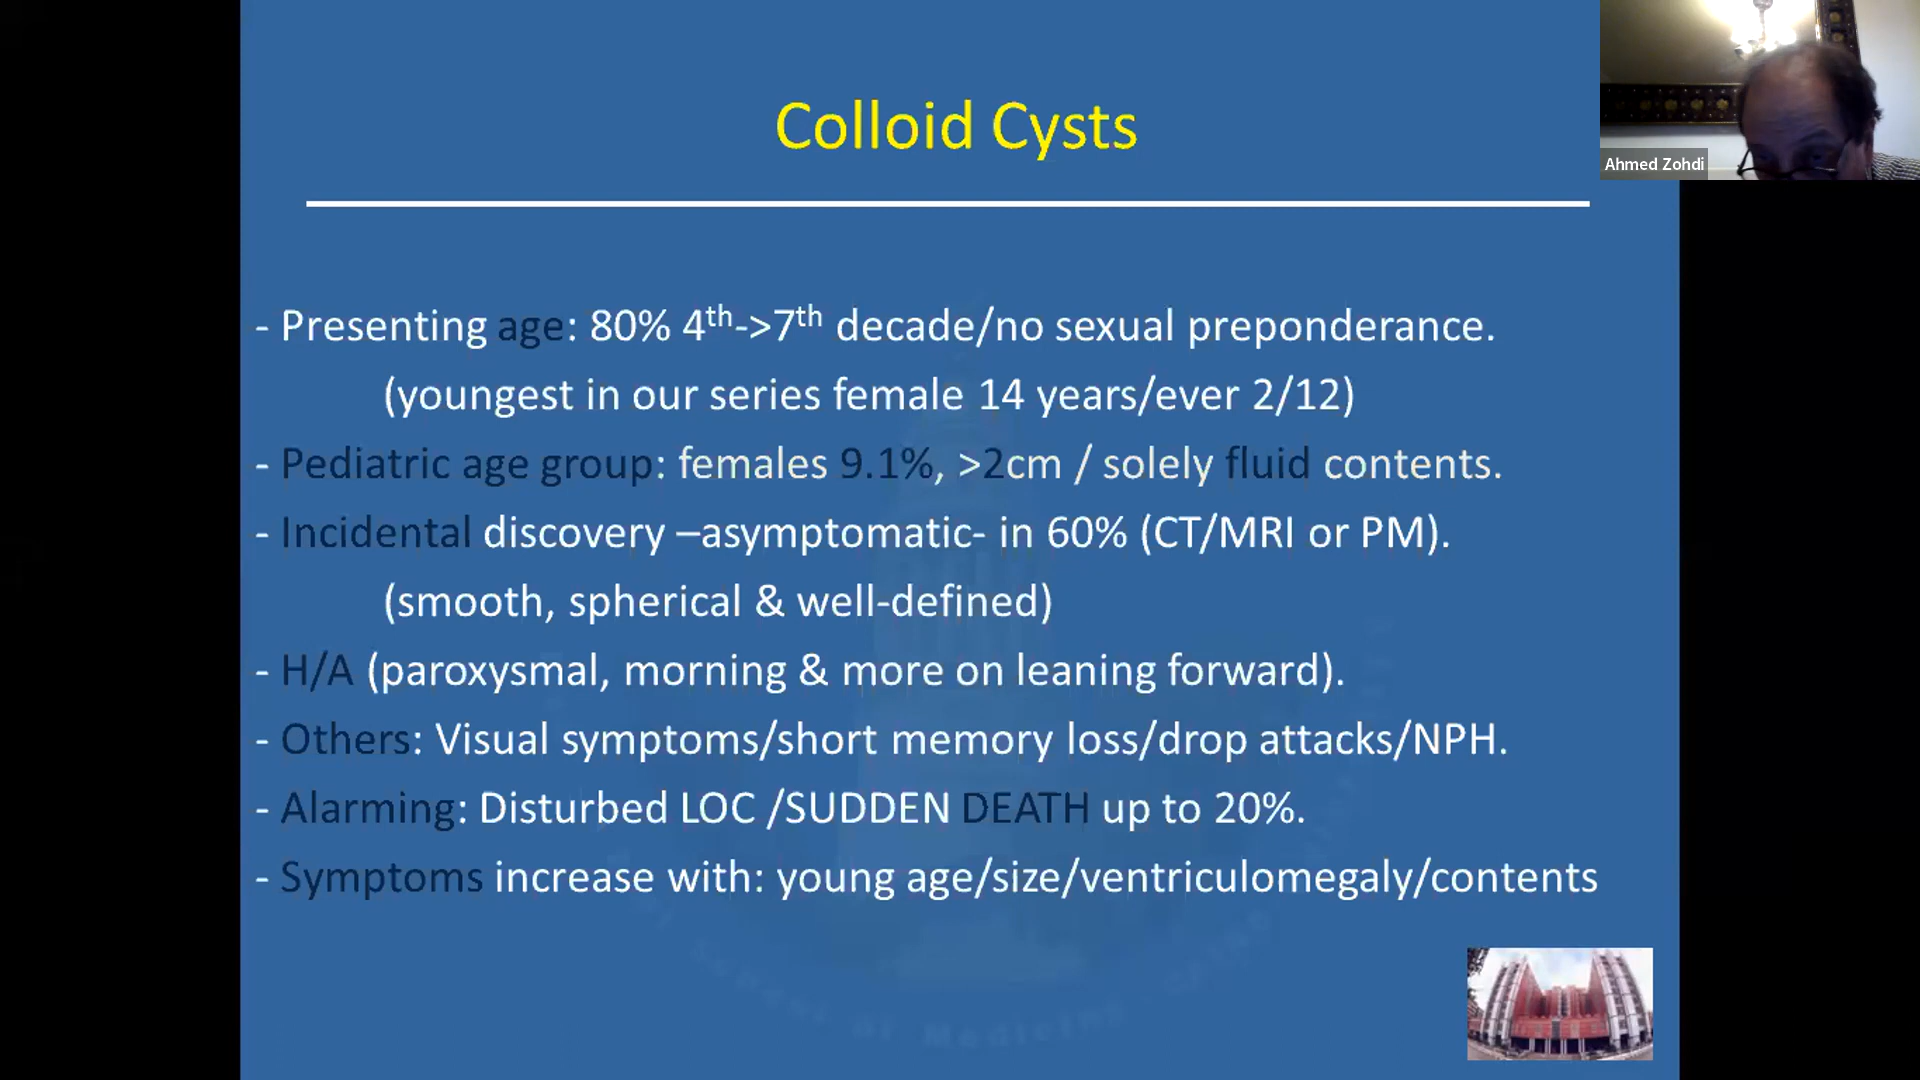 Colloid Cysts
Ahmed Zohdi
- Presenting age: 80% 4th->7th decade/no sexual preponderance.
(youngest in our series female 14 years/ever 2/12)
- Pediatric age group: females 9.1%, >2cm / solely fluid contents.
- Incidental discovery –asymptomatic- in 60% (CT/MRI or PM).
(smooth, spherical & well-defined)
- H/A (paroxysmal, morning & more on leaning forward).
- Others: Visual symptoms/short memory loss/drop attacks/NPH.
- Alarming: Disturbed LOC /SUDDEN DEATH up to 20%.
- Symptoms increase with: young age/size/ventriculomegaly/contents
School of Medicine